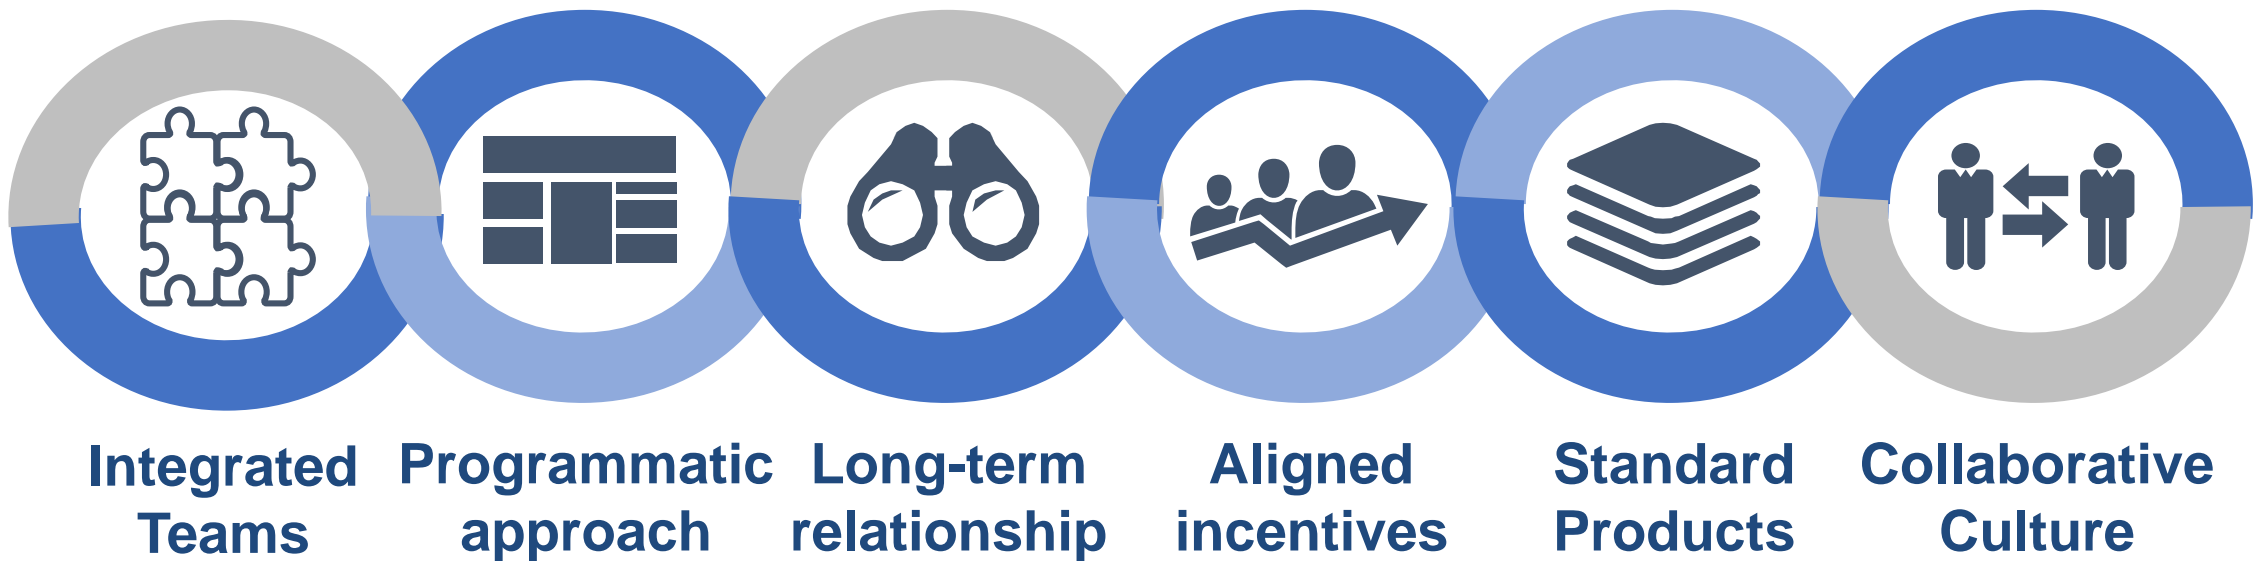 Integrated
Teams
Programmatic
approach
Long-term
relationship
Aligned
incentives
Standard
Products
Collaborative
Culture